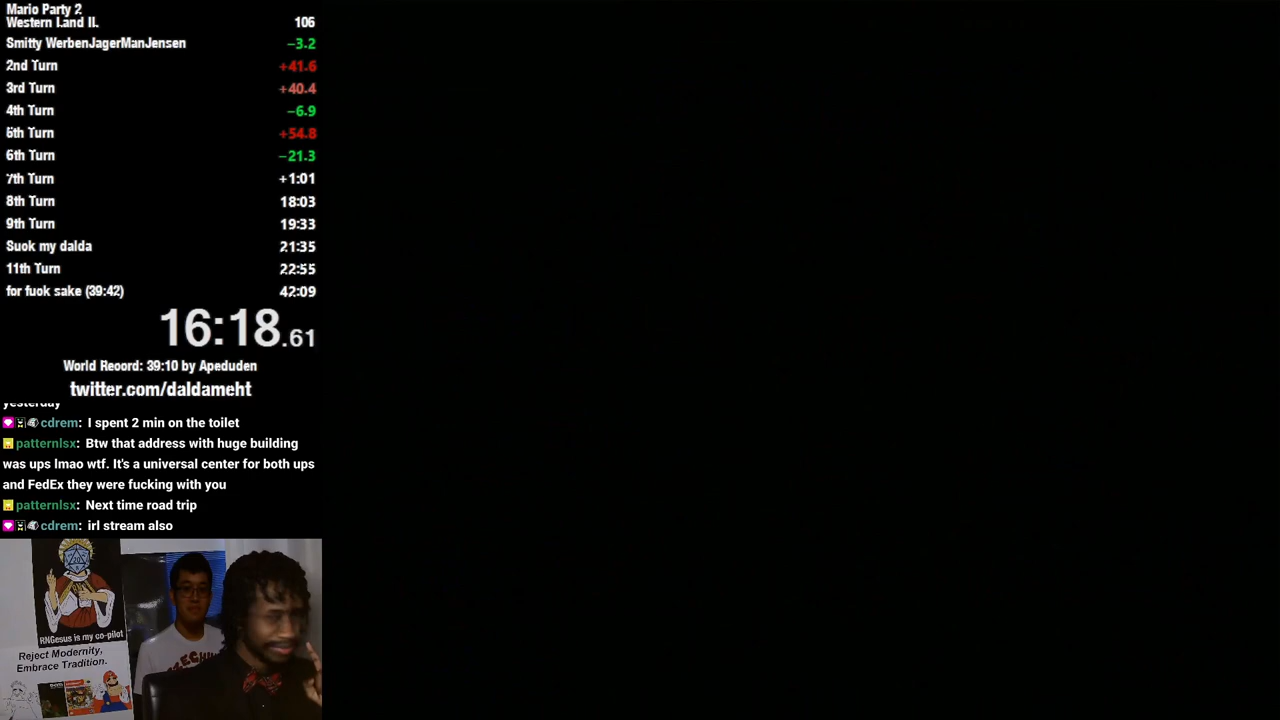 Mario Party 2
Western Land II. 106
Smitty WerbenJagerManJensen −3.2
2nd Turn +41.6
3rd Turn +40.4
4th Turn −6.9
5th Turn +54.8
6th Turn −21.3
7th Turn +1:01
8th Turn 18:03
9th Turn 19:33
Suok my dalda 21:35
11th Turn 22:55
for fuok sake (39:42) 42:09
16:18.61
World Reoord: 39:10 by Apeduden
twitter.com/daldameht
yesterday
cdrem: I spent 2 min on the toilet
patternlsx: Btw that address with huge building
was ups lmao wtf. It's a universal center for both ups
and FedEx they were fucking with you
patternlsx: Next time road trip
cdrem: irl stream also
RNGesus is my co-pilot
Reject Modernity,
Embrace Tradition.